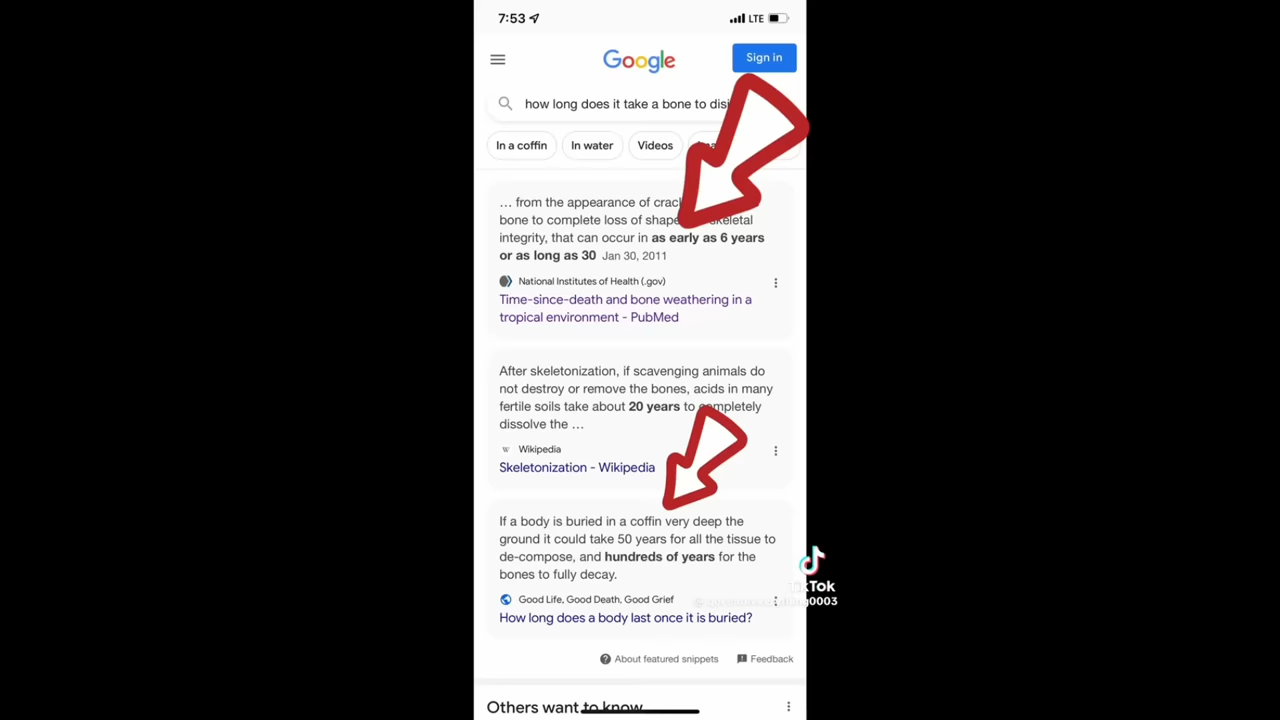 7:53 LTE
Google
Sign in
how long does it take a bone to
In a coffin In water Videos
… from the appearance of
bone to complete loss of shape skeletal
integrity, that can occur in as early as 6 years
or as long as 30 Jan 30, 2011
National Institutes of Health (.gov)
Time-since-death and bone weathering in a
tropical environment - PubMed
After skeletonization, if scavenging animals do
not destroy or remove the bones, acids in many
fertile soils take about 20 years to completely
dissolve the …
W Wikipedia
Skeletonization - Wikipedia
If a body is buried in a coffin very deep the
ground it could take 50 years for all the tissue to
de-compose, and hundreds of years for the
bones to fully decay.
Good Life, Good Death, Good Grief
How long does a body last once it is buried?
TikTok
About featured snippets Feedback
Others want to know